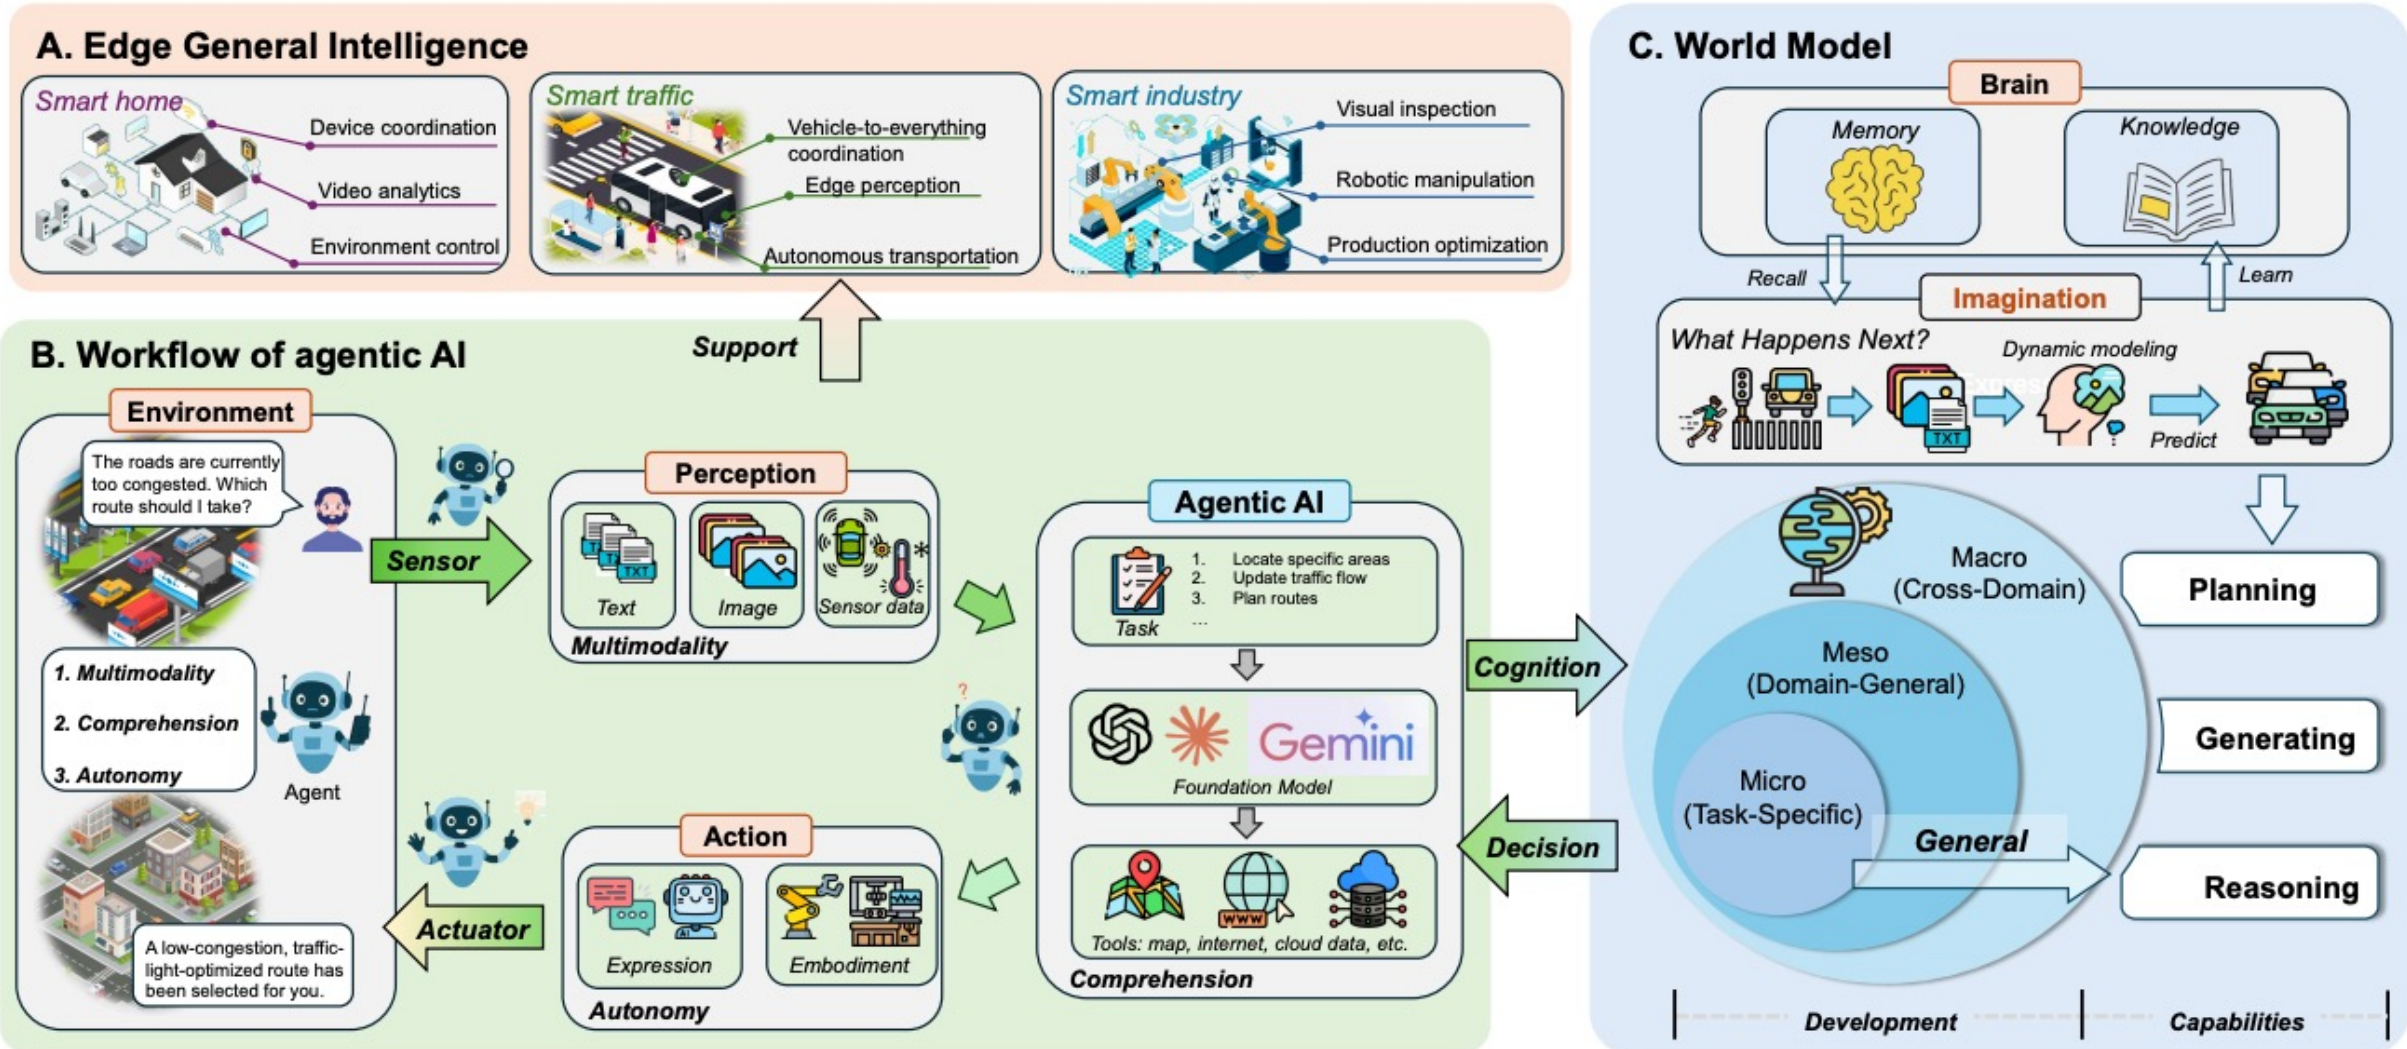 A. Edge General Intelligence
Smart home
Device coordination
Video analytics
Environment control
Smart traffic
Vehicle-to-everything
coordination
Edge perception
Autonomous transportation
Smart industry
Visual inspection
Robotic manipulation
Production optimization
Support
B. Workflow of agentic AI
Environment
The roads are currently
too congested. Which
route should I take?
1. Multimodality
2. Comprehension
3. Autonomy
Agent
A low-congestion, traffic-
light-optimized route has
been selected for you.
Sensor
Perception
TXT
Text
Image
Sensor data
Multimodality
?
Agentic AI
Task
1. Locate specific areas
2. Update traffic flow
3. Plan routes
...
Gemini
Foundation Model
WWW
Tools: map, internet, cloud data, etc.
Comprehension
Action
AI
Expression
Embodiment
Autonomy
Actuator
Cognition
Decision
C. World Model
Brain
Memory
Knowledge
Recall
Learn
Imagination
What Happens Next?
TXT
Dynamic modeling
Expres
Predict
Macro
(Cross-Domain)
Meso
(Domain-General)
Micro
(Task-Specific)
General
Planning
Generating
Reasoning
Development
Capabilities